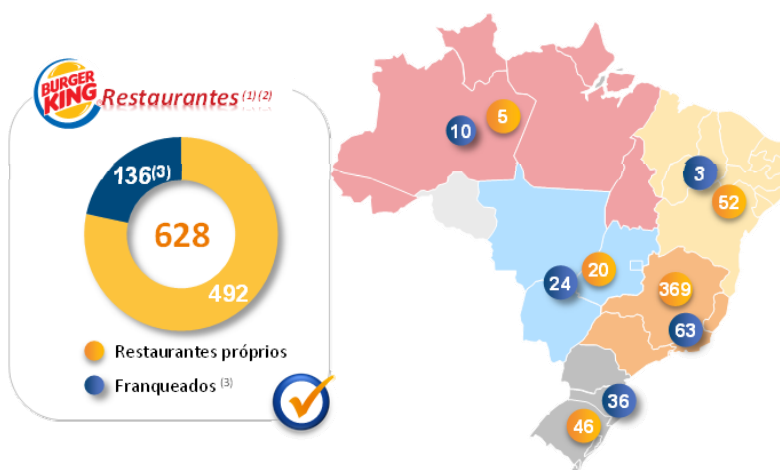 BURGER
KING
Restaurantes (1) (2)
136(3)
628
492
Restaurantes próprios
Franqueados (3)
10
5
3
52
20
24
369
63
36
46